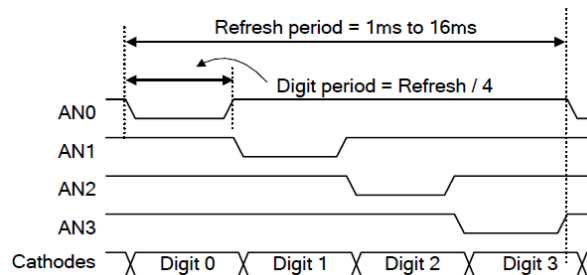 Refresh period = 1ms to 16ms
Digit period = Refresh / 4
AN0
AN1
AN2
AN3
Cathodes Digit 0 Digit 1 Digit 2 Digit 3